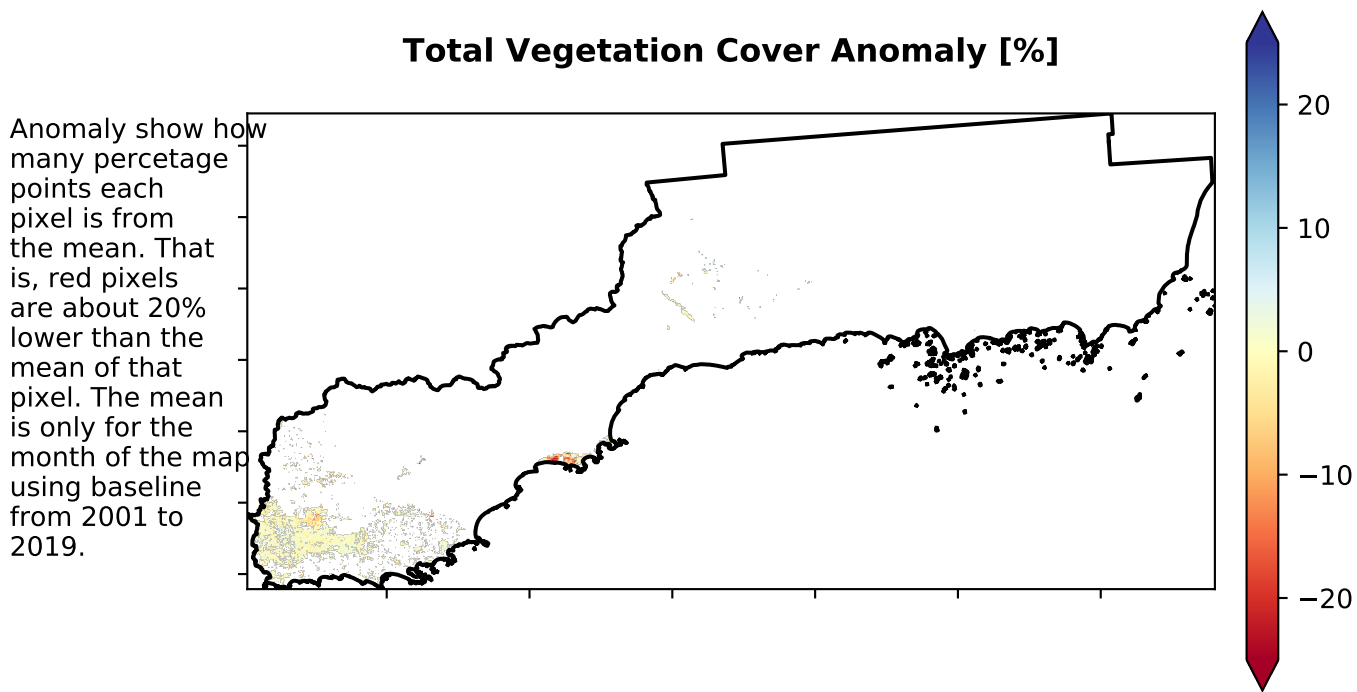 Total Vegetation Cover Anomaly [%]
Anomaly show how
many percetage
points each
pixel is from
the mean. That
is, red pixels
are about 20%
lower than the
mean of that
pixel. The mean
is only for the
month of the map
using baseline
from 2001 to
2019.
20
10
0
−10
−20